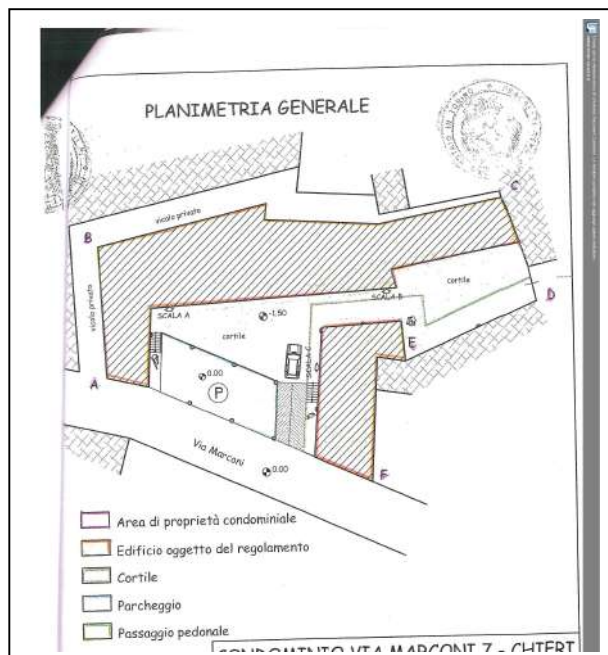 PLANIMETRIA GENERALE
C
vicolo privato
B
vicolo privato
cortile
SCALA B
D
SCALA A
-1.50
cortile
E
SCALA C
0.00
P
A
Via Marconi
0.00
F
Area di proprietà condominiale
Edificio oggetto del regolamento
Cortile
Parcheggio
Passaggio pedonale
CONDOMINIO VIA MARCONI 7 - CHIERI